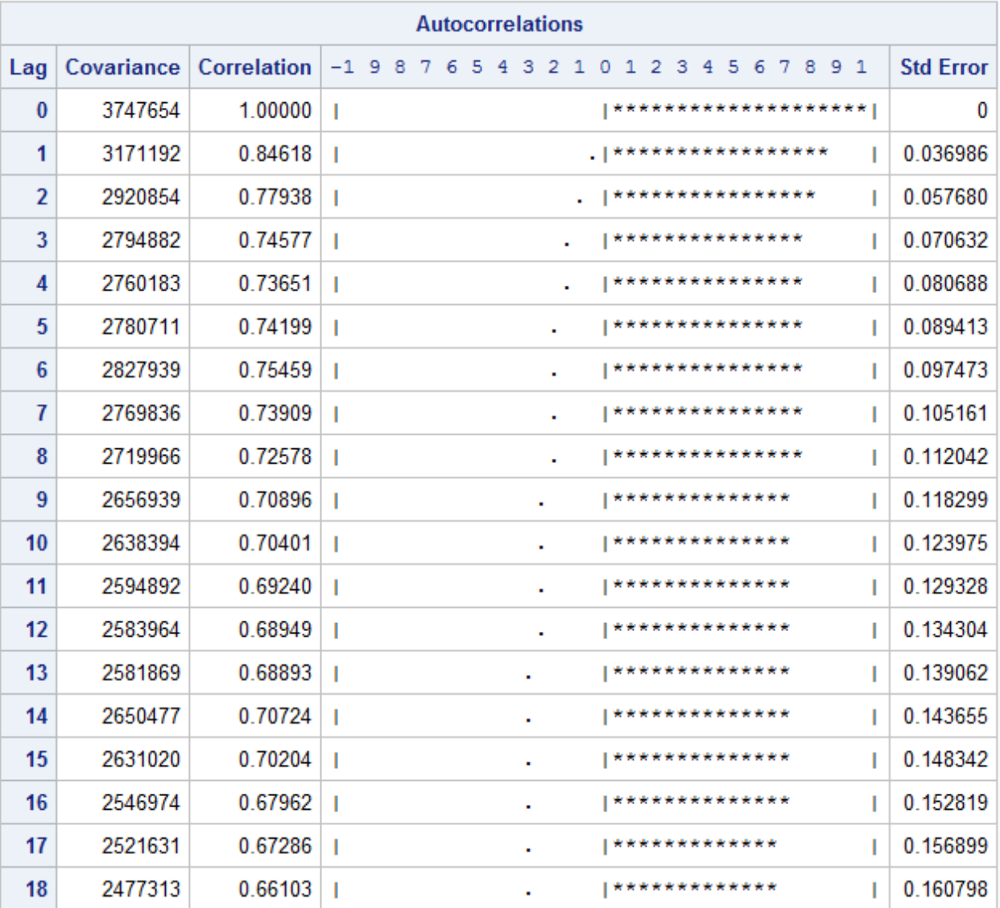 Autocorrelations
Lag Covariance Correlation -1 9 8 7 6 5 4 3 2 1 0 1 2 3 4 5 6 7 8 9 1 Std Error
0 3747654 1.00000 | |********************| 0
1 3171192 0.84618 | .|***************** | 0.036986
2 2920854 0.77938 | . |**************** | 0.057680
3 2794882 0.74577 | . |*************** | 0.070632
4 2760183 0.73651 | . |*************** | 0.080688
5 2780711 0.74199 | . |*************** | 0.089413
6 2827939 0.75459 | . |*************** | 0.097473
7 2769836 0.73909 | . |*************** | 0.105161
8 2719966 0.72578 | . |*************** | 0.112042
9 2656939 0.70896 | . |************** | 0.118299
10 2638394 0.70401 | . |************** | 0.123975
11 2594892 0.69240 | . |************** | 0.129328
12 2583964 0.68949 | . |************** | 0.134304
13 2581869 0.68893 | . |************** | 0.139062
14 2650477 0.70724 | . |************** | 0.143655
15 2631020 0.70204 | . |************** | 0.148342
16 2546974 0.67962 | . |************** | 0.152819
17 2521631 0.67286 | . |************* | 0.156899
18 2477313 0.66103 | . |************* | 0.160798